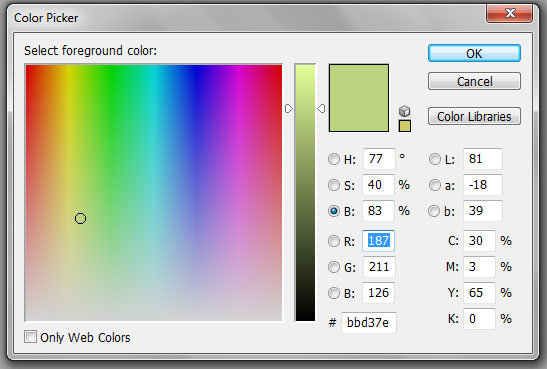 Color Picker
Select foreground color:
OK
Cancel
Color Libraries
H: 77 °
S: 40 %
B: 83 %
R: 187
G: 211
B: 126
# bbd37e
L: 81
a: -18
b: 39
C: 30 %
M: 3 %
Y: 65 %
K: 0 %
Only Web Colors